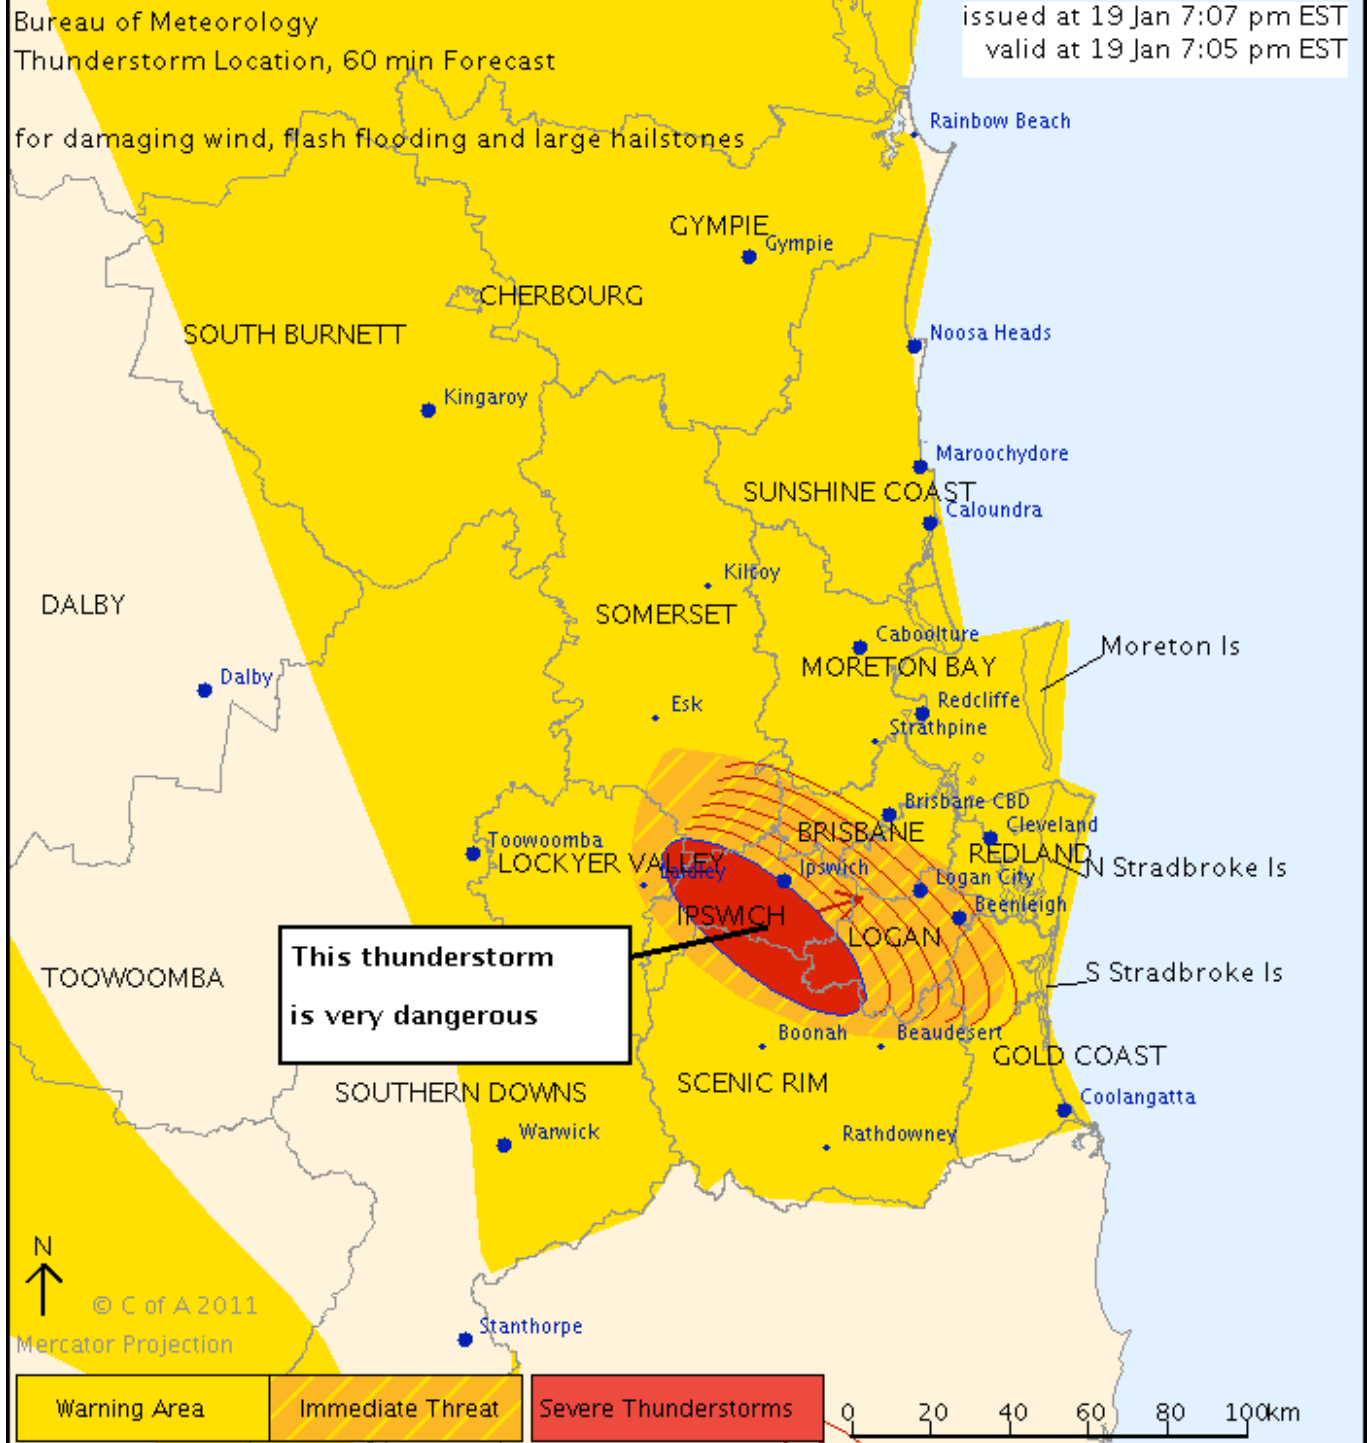 Bureau of Meteorology
Thunderstorm Location, 60 min Forecast
for damaging wind, flash flooding and large hailstones
issued at 19 Jan 7:07 pm EST
valid at 19 Jan 7:05 pm EST
Rainbow Beach
GYMPIE
Gympie
CHERBOURG
SOUTH BURNETT
Noosa Heads
Kingaroy
Maroochydore
SUNSHINE COAST
Caloundra
Kilcoy
DALBY
SOMERSET
Caboolture
Moreton Is
MORETON BAY
Dalby
Esk
Redcliffe
Strathpine
Brisbane CBD
Cleveland
BRISBANE
Toowoomba
REDLAND
LOCKYER VALLEY
Laidley
Ipswich
N Stradbroke Is
Logan City
Beenleigh
IPSWICH
LOGAN
This thunderstorm
is very dangerous
TOOWOOMBA
S Stradbroke Is
Boonah
Beaudesert
GOLD COAST
SCENIC RIM
SOUTHERN DOWNS
Coolangatta
Warwick
Rathdowney
N
© C of A 2011
Mercator Projection
Stanthorpe
Warning Area
Immediate Threat
Severe Thunderstorms
0 20 40 60 80 100km